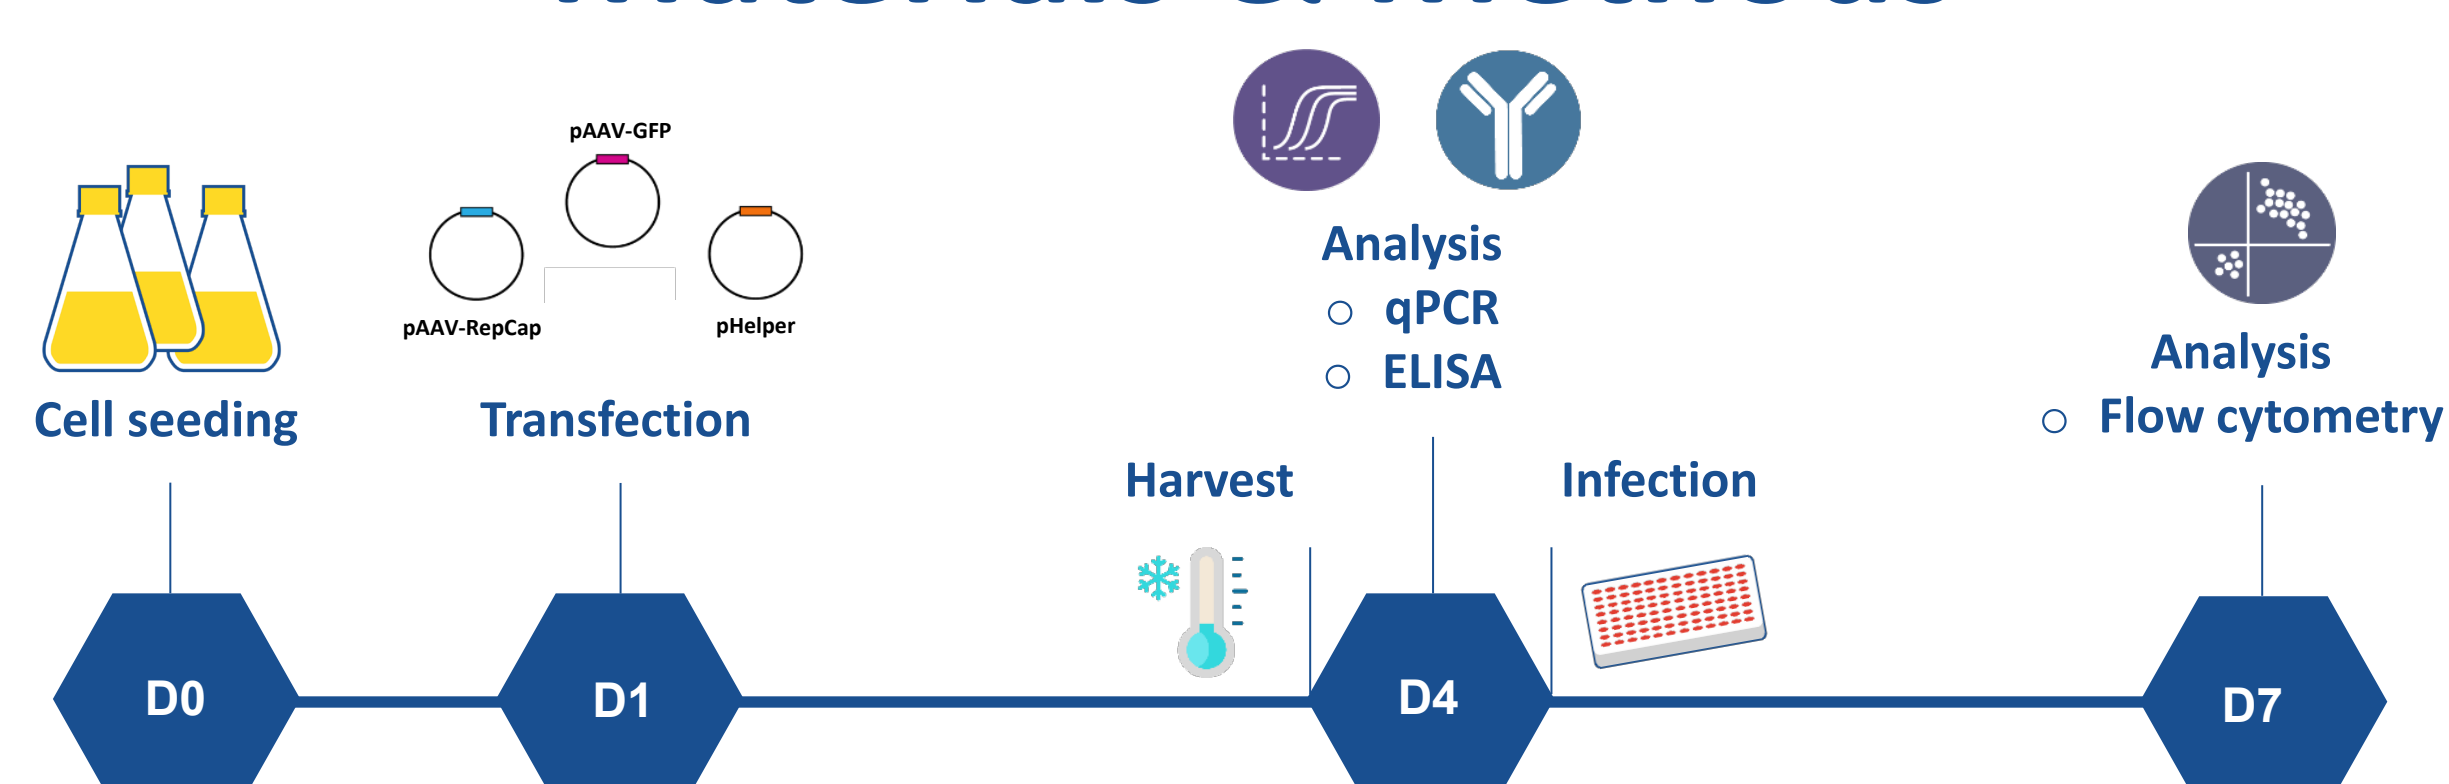 pAAV-GFP
pAAV-RepCap
pHelper
Cell seeding
Transfection
Analysis
○ qPCR
○ ELISA
Harvest
Infection
Analysis
○ Flow cytometry
D0
D1
D4
D7